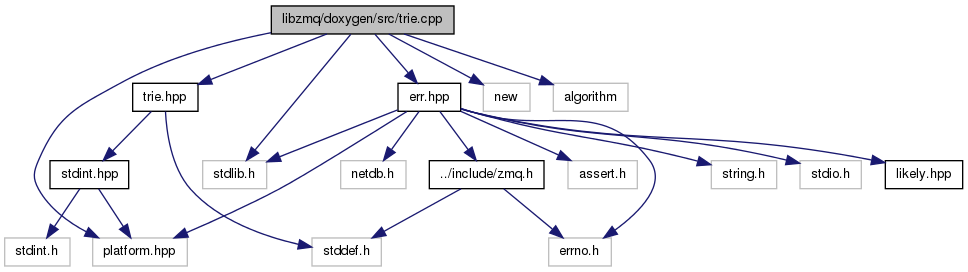 libzmq/doxygen/src/trie.cpp
trie.hpp
err.hpp
new
algorithm
stdint.hpp
stdlib.h
netdb.h
../include/zmq.h
assert.h
string.h
stdio.h
likely.hpp
stdint.h
platform.hpp
stddef.h
errno.h